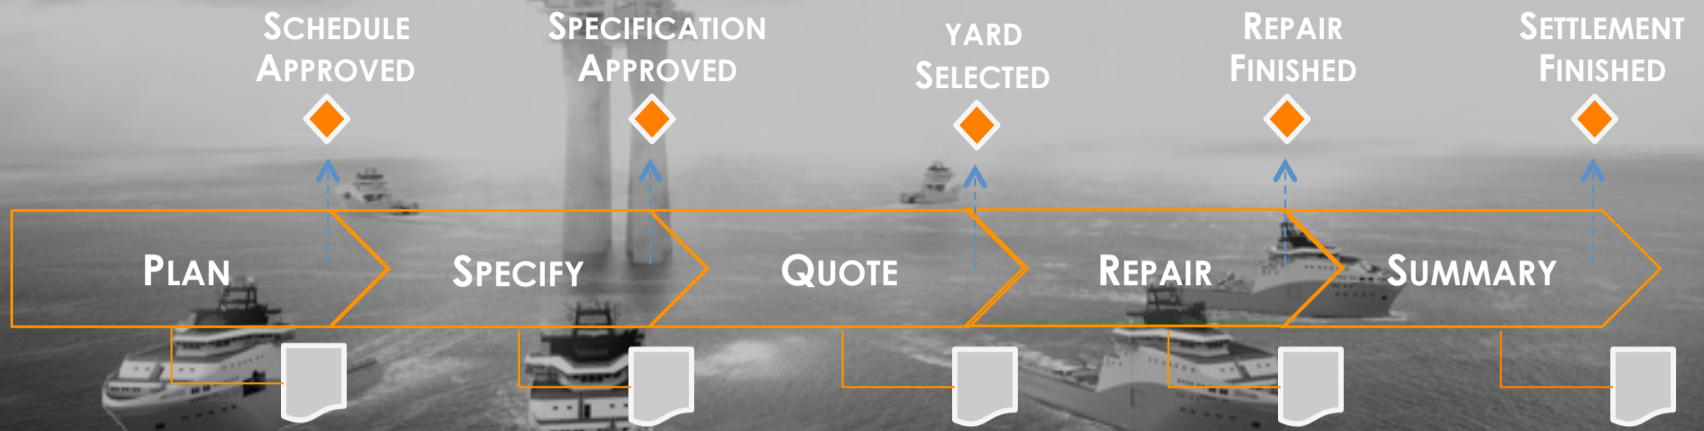 SCHEDULE
APPROVED
SPECIFICATION
APPROVED
YARD
SELECTED
REPAIR
FINISHED
SETTLEMENT
FINISHED
PLAN
SPECIFY
QUOTE
REPAIR
SUMMARY